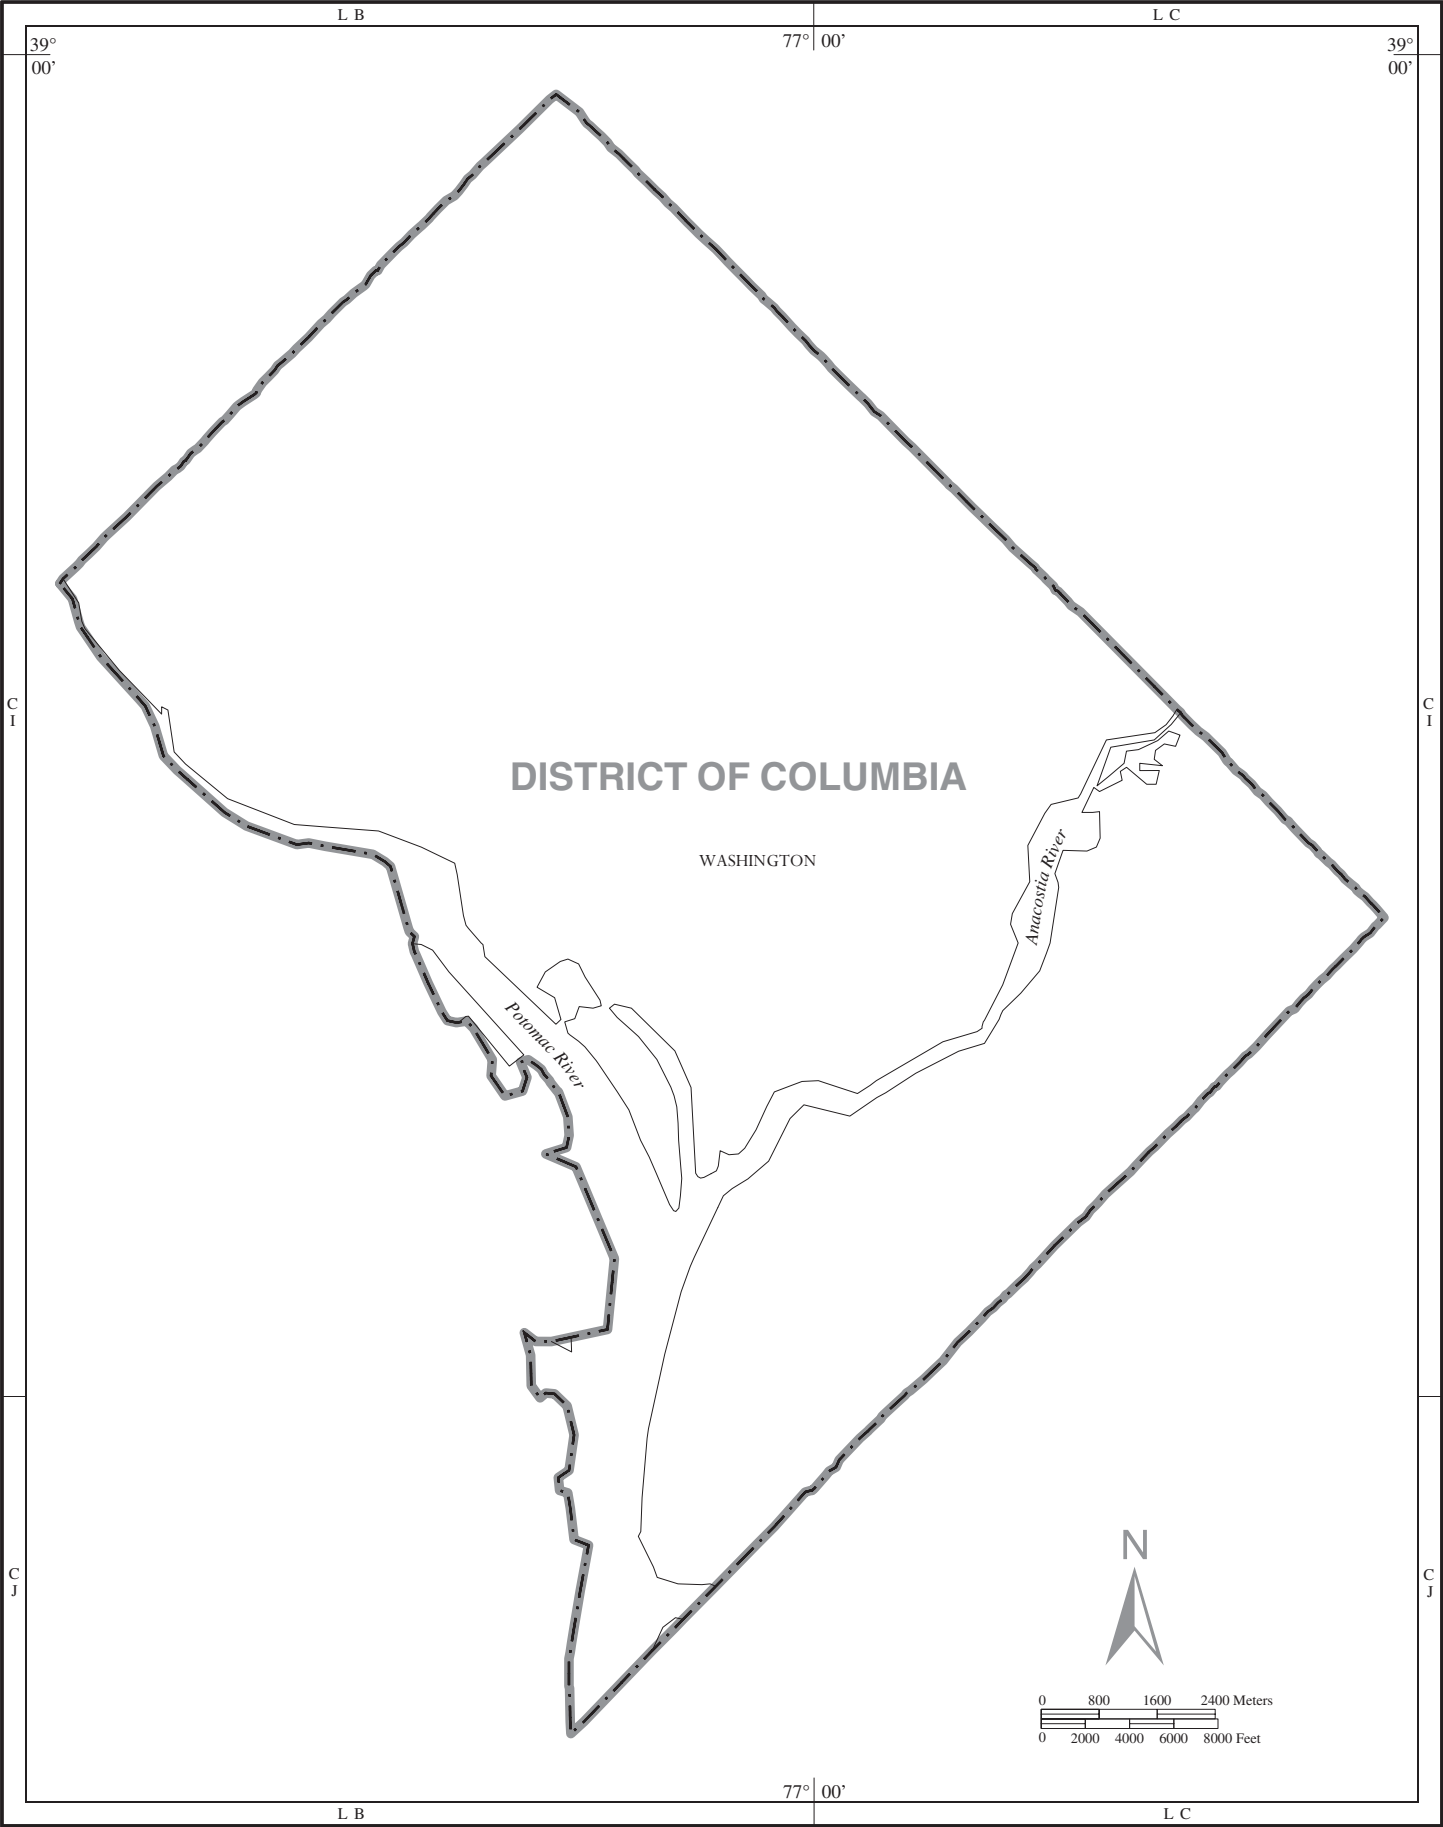 L B
L C
39°
00'
77° 00'
39°
00'
C
I
C
I
DISTRICT OF COLUMBIA
WASHINGTON
Anacostia River
Potomac River
N
C
J
C
J
0 800 1600 2400 Meters
0 2000 4000 6000 8000 Feet
77° 00'
L B
L C